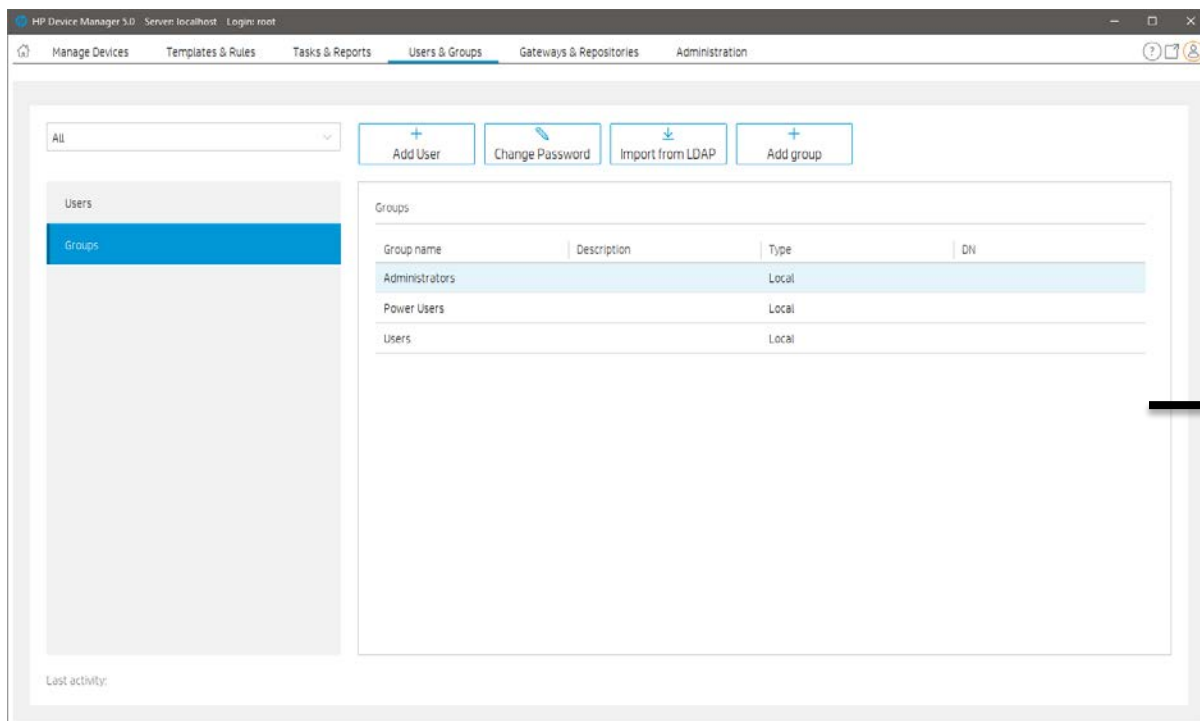 HP Device Manager 5.0 Server: localhost Login: root
Manage Devices Templates & Rules Tasks & Reports Users & Groups Gateways & Repositories Administration
All
Add User Change Password Import from LDAP Add group
Users
Groups
Groups
Group name Description Type DN
Administrators Local
Power Users Local
Users Local
Last activity: